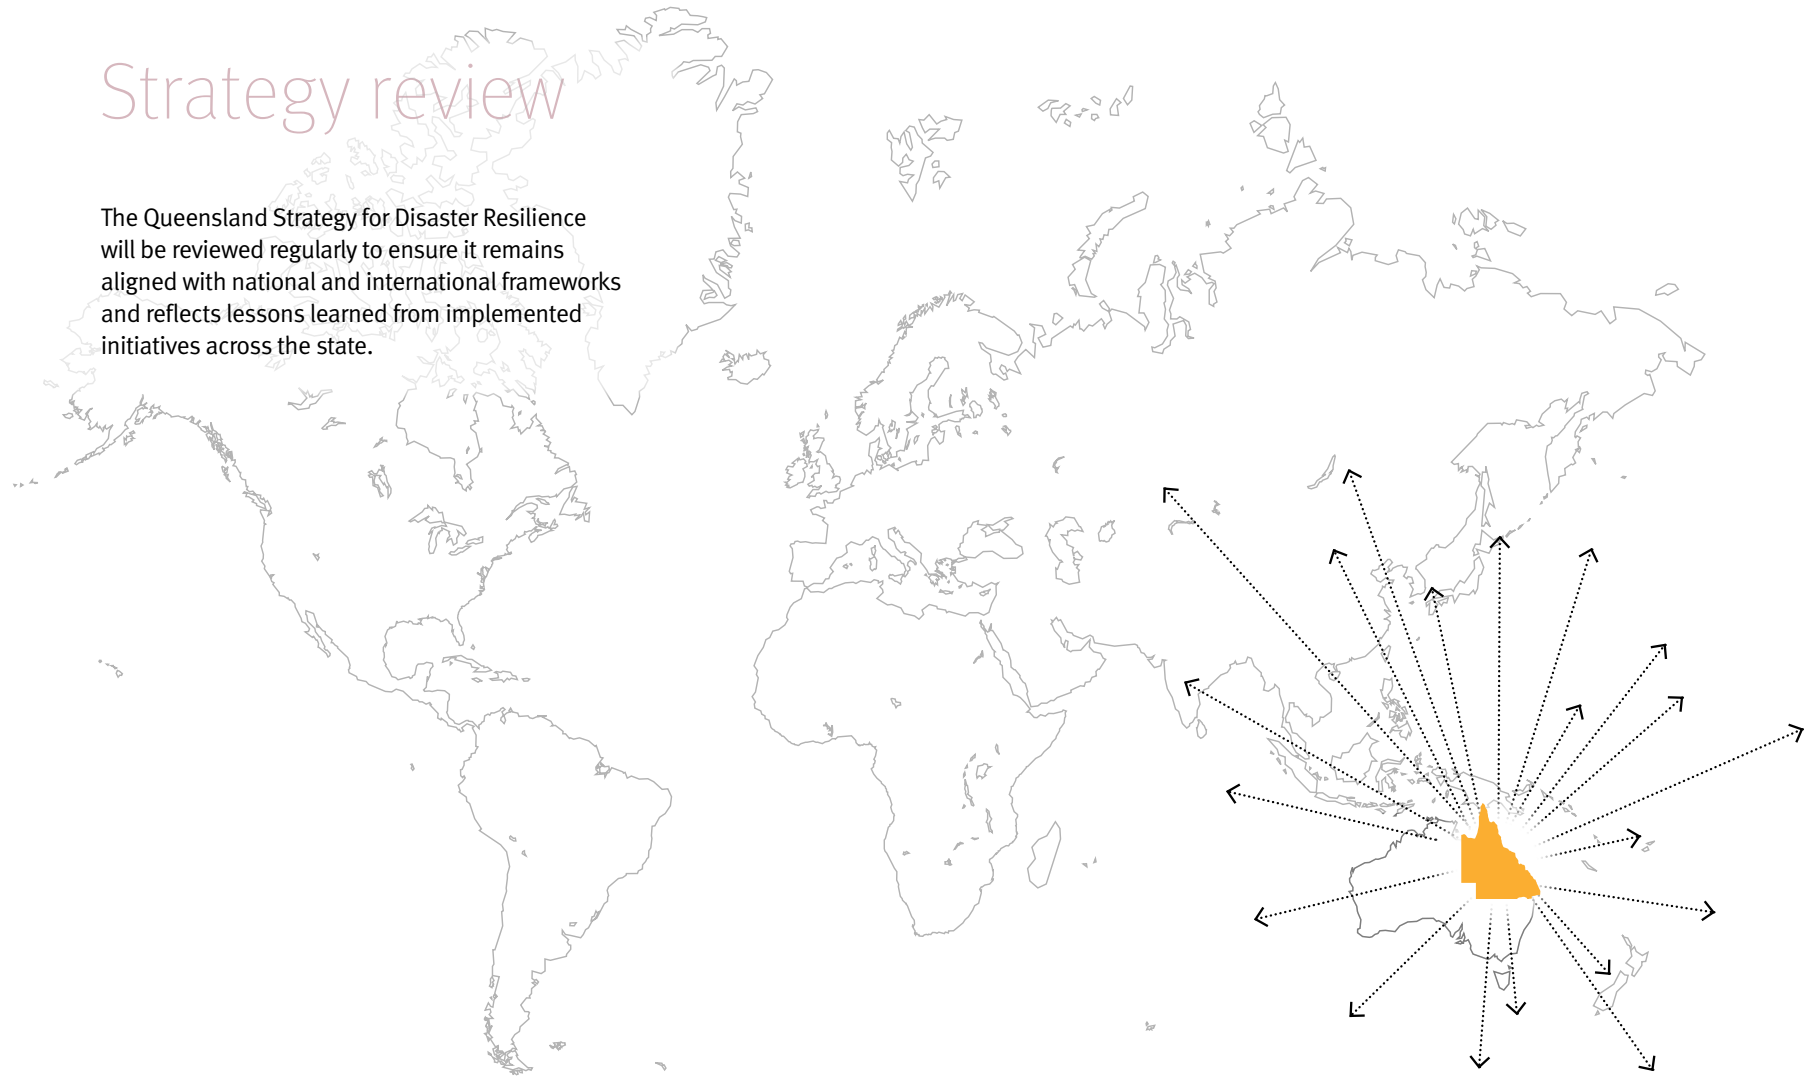 Strategy review
The Queensland Strategy for Disaster Resilience
will be reviewed regularly to ensure it remains
aligned with national and international frameworks
and reflects lessons learned from implemented
initiatives across the state.